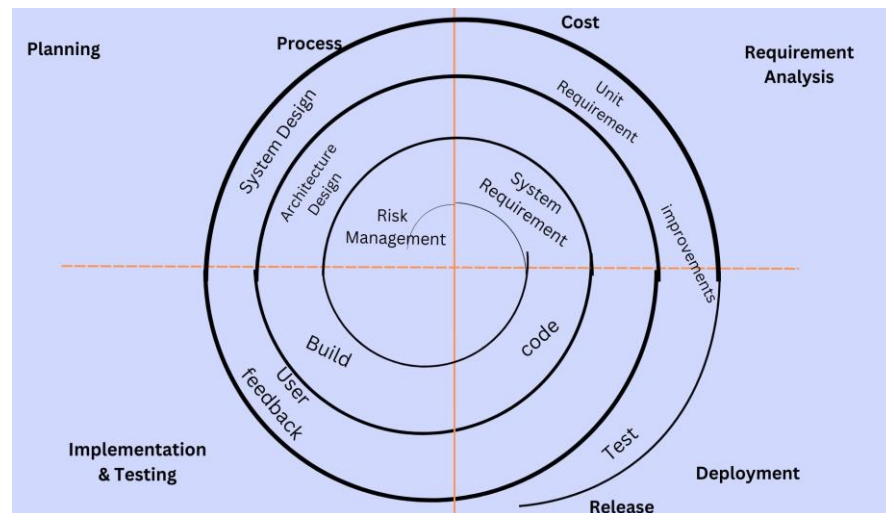 Planning
Process
Cost
Requirement
Analysis
System Design
Unit
Requirement
Architecture
Design
System
Requirement
Risk
Management
improvements
Build
code
User
feedback
Test
Implementation
& Testing
Deployment
Release